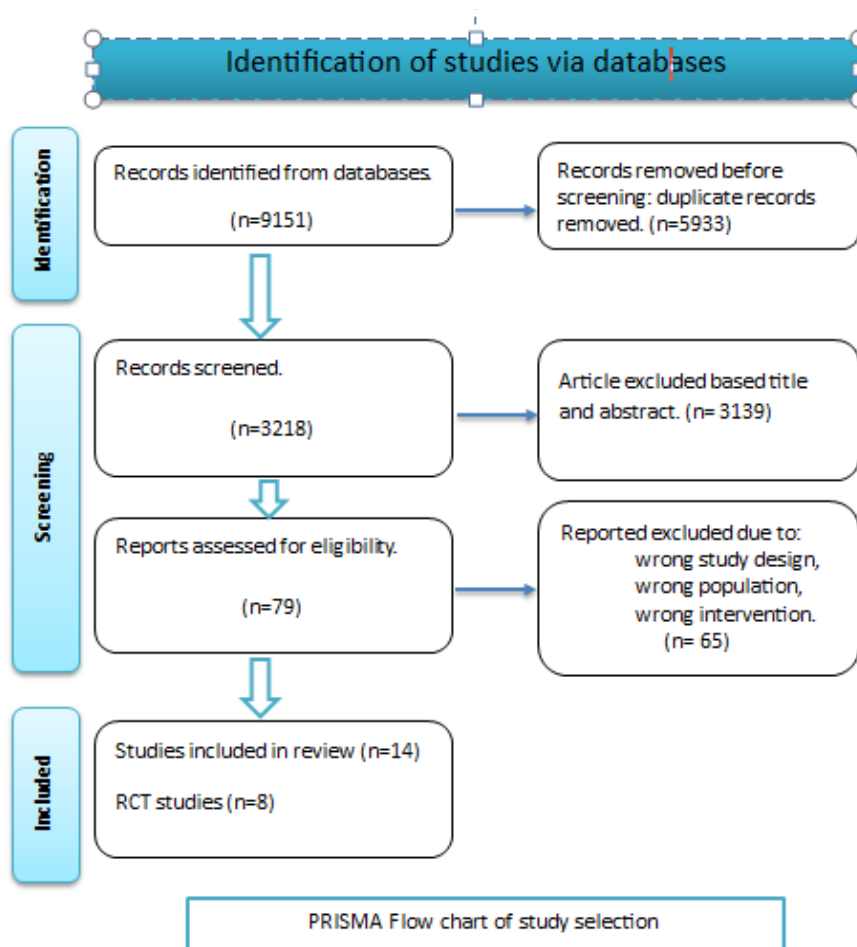 Identification of studies via databases
Identification
Records identified from databases.
(n=9151)
Records removed before
screening: duplicate records
removed. (n=5933)
Screening
Records screened.
(n=3218)
Article excluded based title
and abstract. (n= 3139)
Reports assessed for eligibility.
(n=79)
Reported excluded due to:
wrong study design,
wrong population,
wrong intervention.
(n= 65)
Included
Studies included in review (n=14)
RCT studies (n=8)
PRISMA Flow chart of study selection